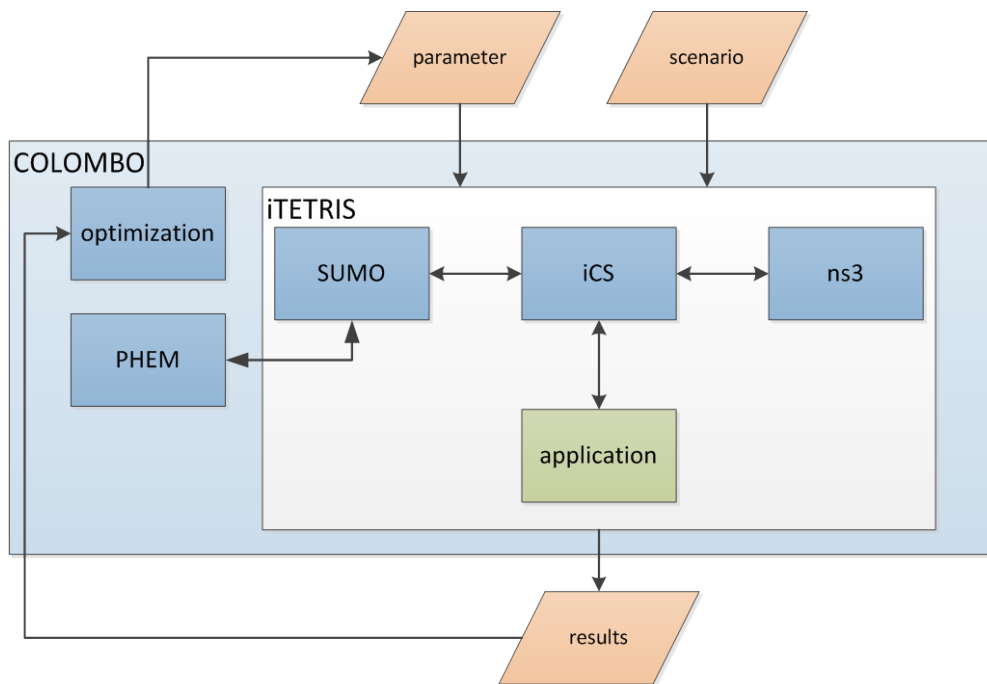 parameter
scenario
COLOMBO
optimization
iTETRIS
SUMO
iCS
ns3
PHEM
application
results